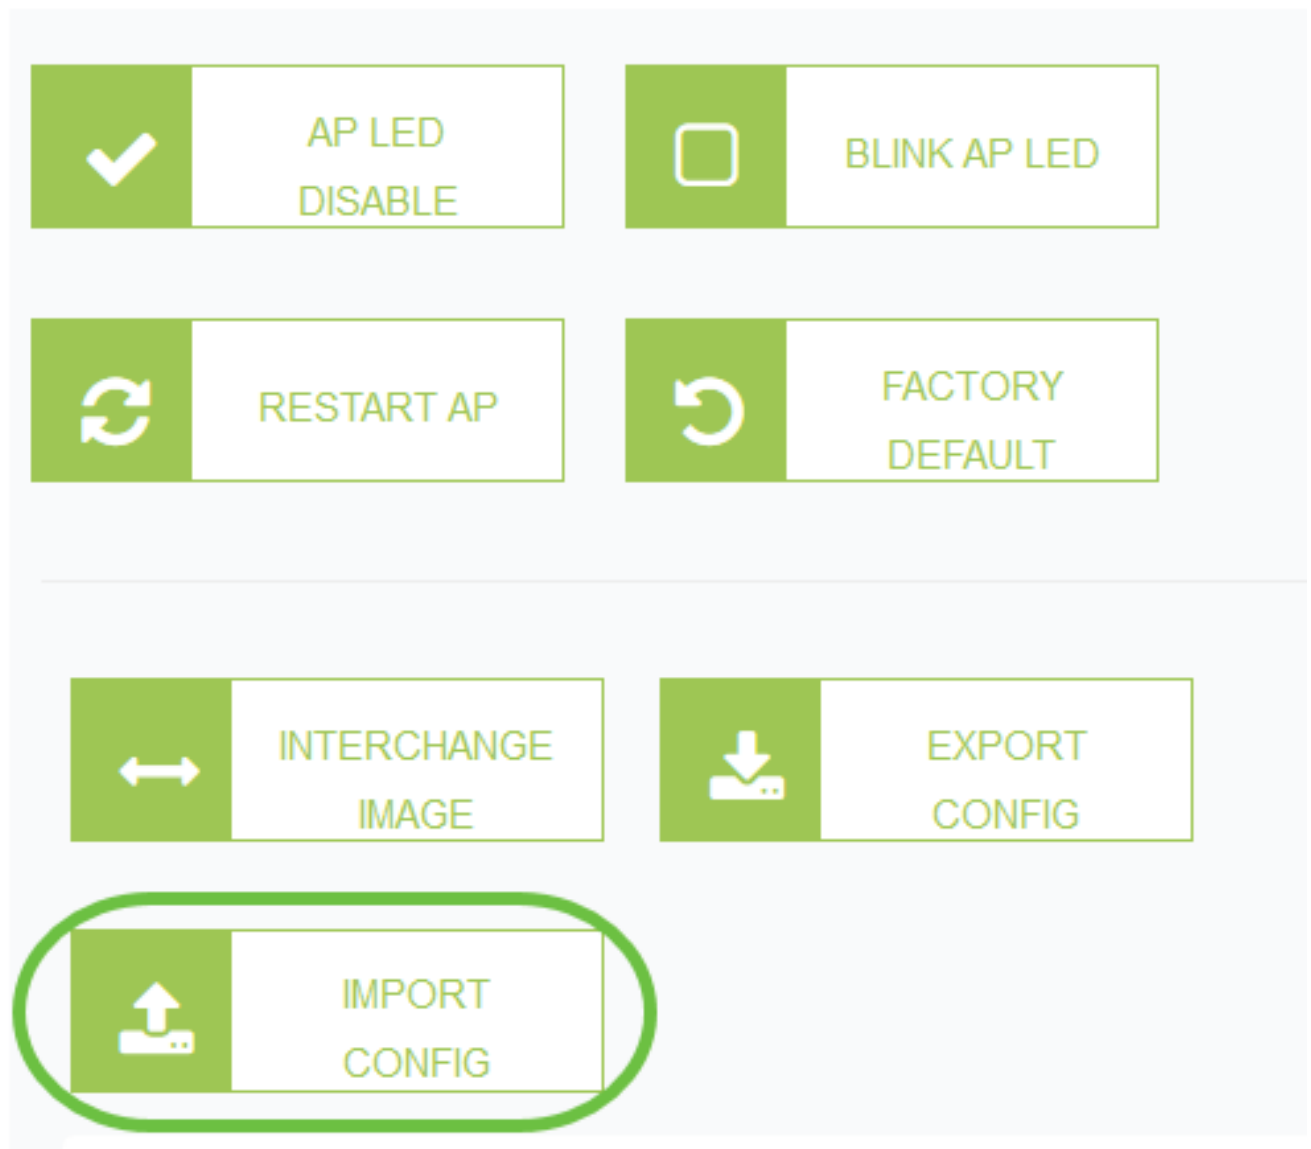 AP LED
DISABLE
BLINK AP LED
RESTART AP
FACTORY
DEFAULT
INTERCHANGE
IMAGE
EXPORT
CONFIG
IMPORT
CONFIG